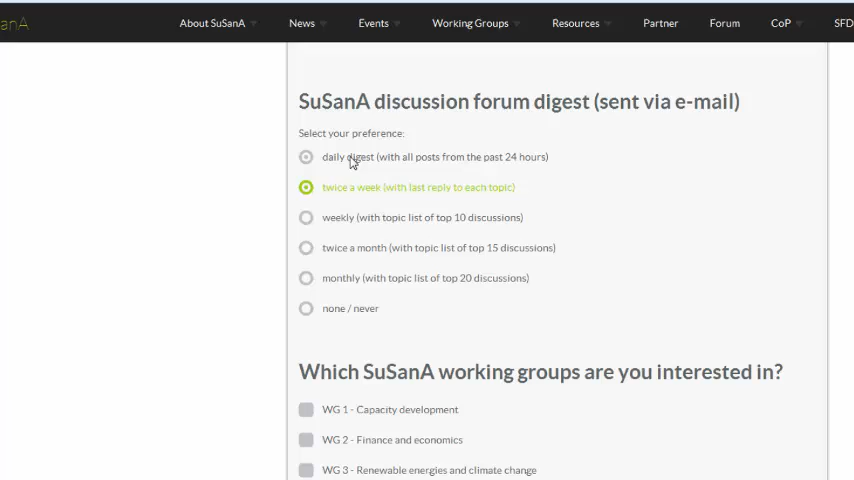 About SuSanA
News
Events
Working Groups
Resources
Partner
Forum
CoP
SuSanA discussion forum digest (sent via e-mail)
Select your preference:
daily digest (with all posts from the past 24 hours)
twice a week (with last reply to each topic)
weekly (with topic list of top 10 discussions)
twice a month (with topic list of top 15 discussions)
monthly (with topic list of top 20 discussions)
none / never
Which SuSanA working groups are you interested in?
WG 1 - Capacity development
WG 2 - Finance and economics
WG 3 - Renewable energies and climate change